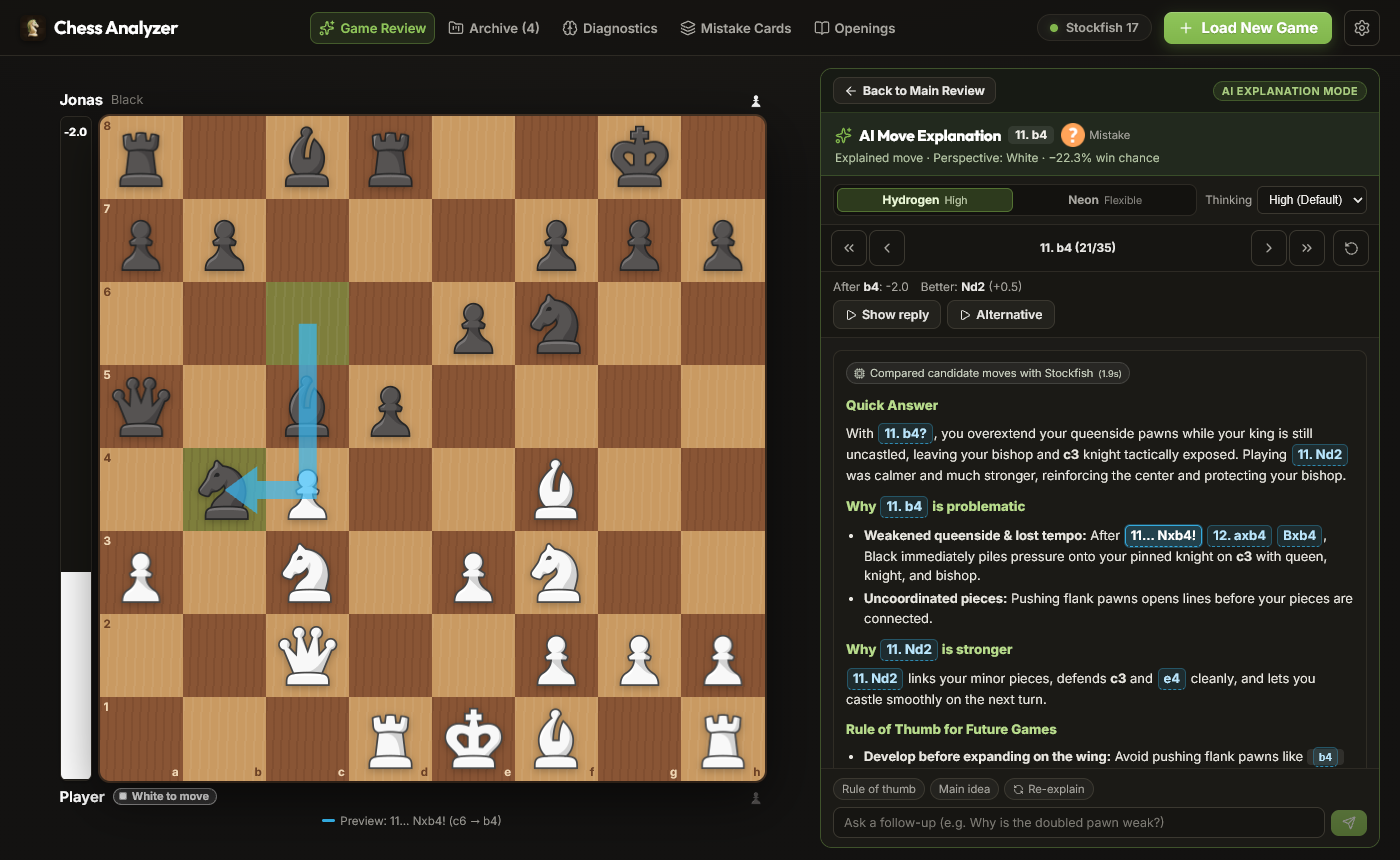 Chess Analyzer
Game Review
Archive (4)
Diagnostics
Mistake Cards
Openings
Stockfish 17
Load New Game
Jonas Black
-2.0
8
7
6
5
4
3
2
1
a b c d e f g h
Player White to move
Preview: 11... Nxb4! (c6 → b4)
Back to Main Review
AI EXPLANATION MODE
AI Move Explanation 11. b4 ? Mistake
Explained move · Perspective: White · −22.3% win chance
Hydrogen High
Neon Flexible
Thinking High (Default)
11. b4 (21/35)
After b4: -2.0 Better: Nd2 (+0.5)
Show reply
Alternative
Compared candidate moves with Stockfish (1.9s)
Quick Answer
With 11. b4? , you overextend your queenside pawns while your king is still
uncastled, leaving your bishop and c3 knight tactically exposed. Playing 11. Nd2
was calmer and much stronger, reinforcing the center and protecting your bishop.
Why 11. b4 is problematic
• Weakened queenside & lost tempo: After 11... Nxb4! 12. axb4 Bxb4 ,
Black immediately piles pressure onto your pinned knight on c3 with queen,
knight, and bishop.
• Uncoordinated pieces: Pushing flank pawns opens lines before your pieces are
connected.
Why 11. Nd2 is stronger
11. Nd2 links your minor pieces, defends c3 and e4 cleanly, and lets you
castle smoothly on the next turn.
Rule of Thumb for Future Games
• Develop before expanding on the wing: Avoid pushing flank pawns like b4
Rule of thumb
Main idea
Re-explain
Ask a follow-up (e.g. Why is the doubled pawn weak?)